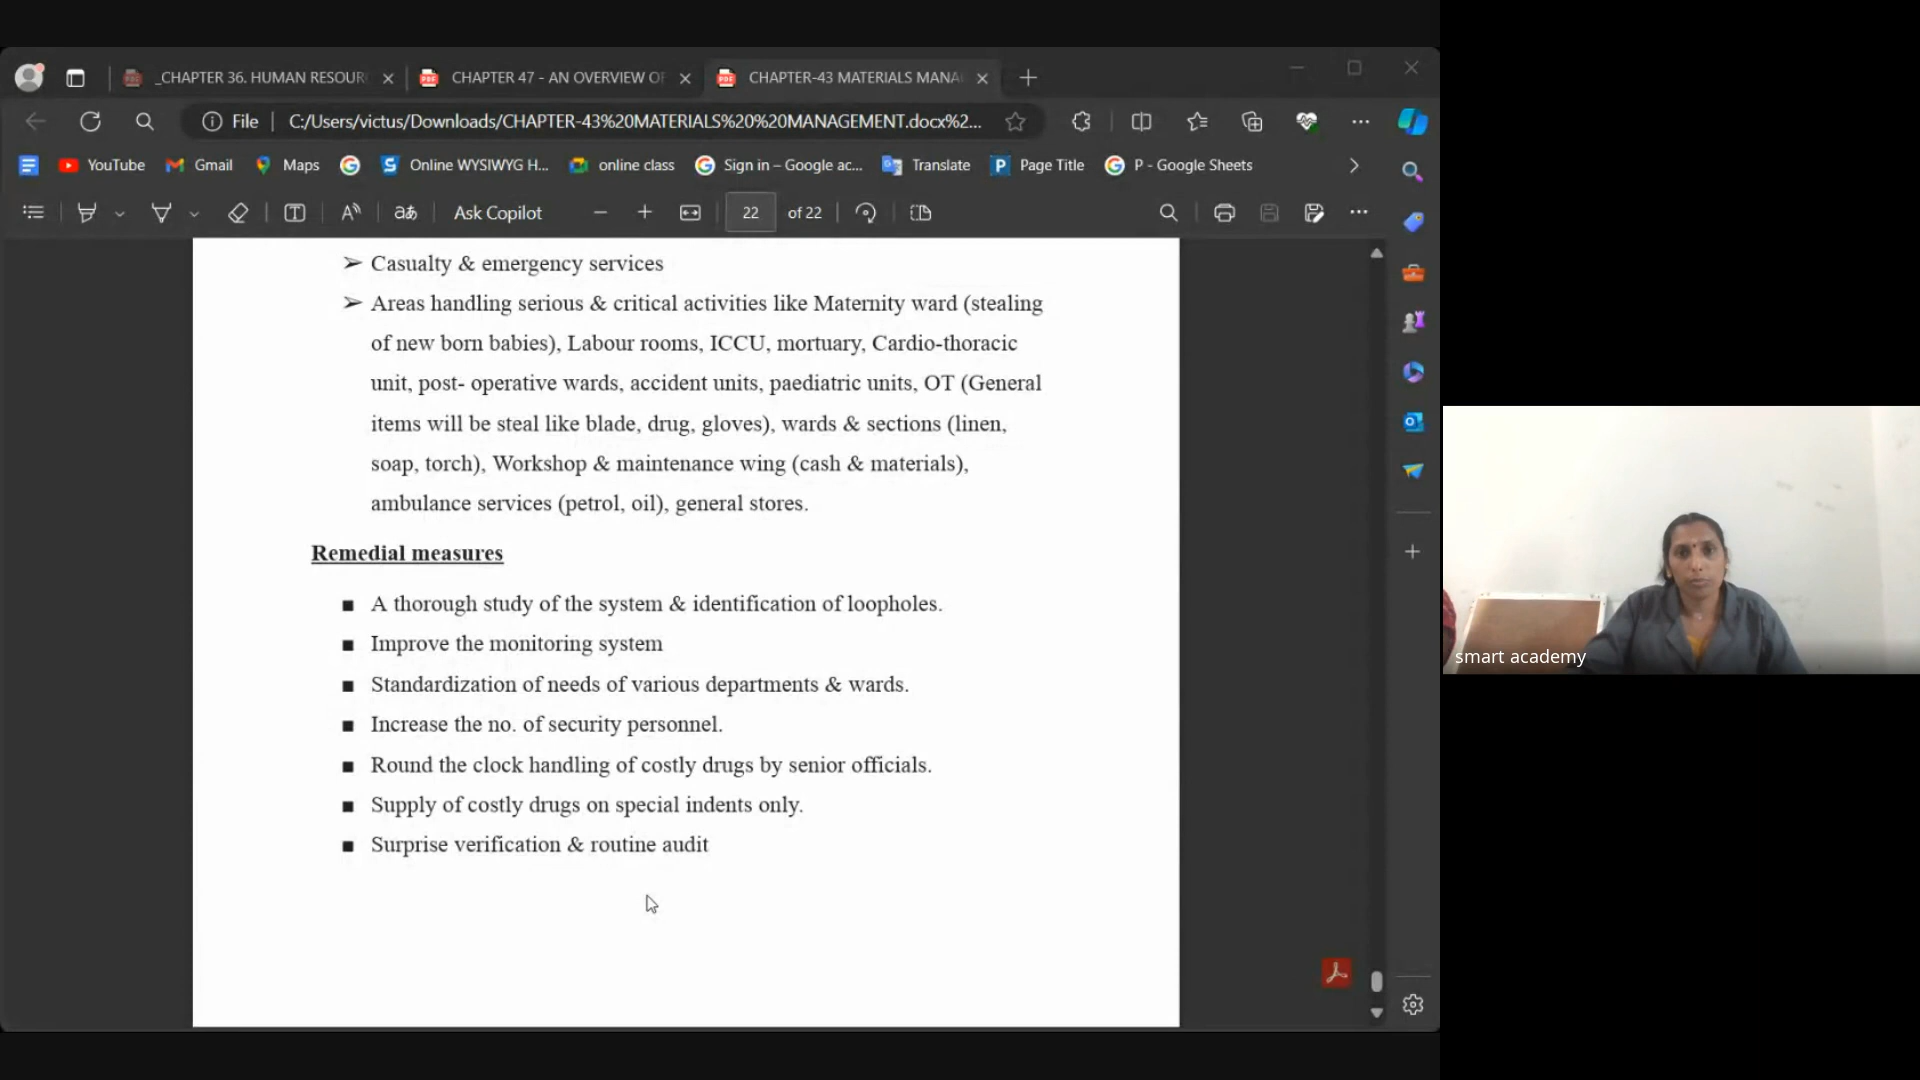 _CHAPTER 36. HUMAN RESOUR
CHAPTER 47 - AN OVERVIEW OF
CHAPTER-43 MATERIALS MANA
File
C:/Users/victus/Downloads/CHAPTER-43%20MATERIALS%20%20MANAGEMENT.docx%2...
YouTube
Gmail
Maps
Online WYSIWYG H...
online class
Sign in – Google ac...
Translate
Page Title
P - Google Sheets
Ask Copilot
22
of 22
➢ Casualty & emergency services
➢ Areas handling serious & critical activities like Maternity ward (stealing
of new born babies), Labour rooms, ICCU, mortuary, Cardio-thoracic
unit, post- operative wards, accident units, paediatric units, OT (General
items will be steal like blade, drug, gloves), wards & sections (linen,
soap, torch), Workshop & maintenance wing (cash & materials),
ambulance services (petrol, oil), general stores.
Remedial measures
■ A thorough study of the system & identification of loopholes.
■ Improve the monitoring system
■ Standardization of needs of various departments & wards.
■ Increase the no. of security personnel.
■ Round the clock handling of costly drugs by senior officials.
■ Supply of costly drugs on special indents only.
■ Surprise verification & routine audit
smart academy